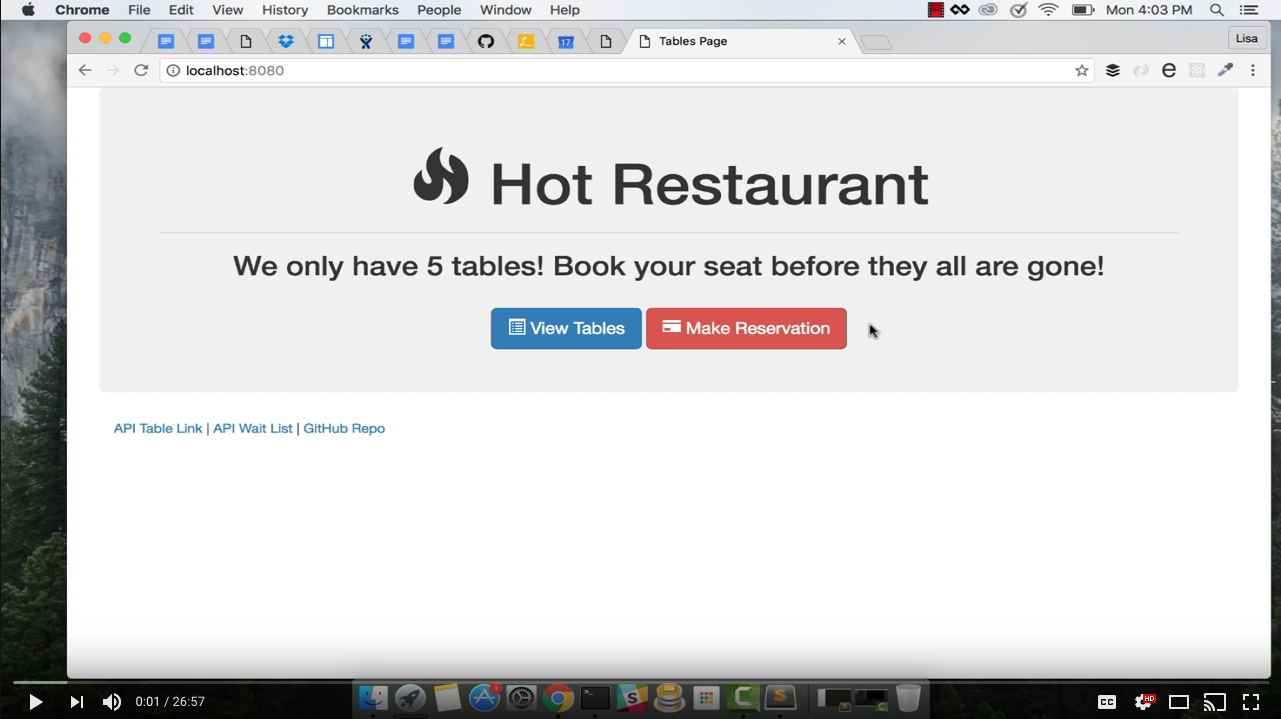 Chrome File Edit View History Bookmarks People Window Help Mon 4:03 PM
17 Tables Page Lisa
localhost:8080
Hot Restaurant
We only have 5 tables! Book your seat before they all are gone!
View Tables Make Reservation
API Table Link | API Wait List | GitHub Repo
0:01 / 26:57 CC HD